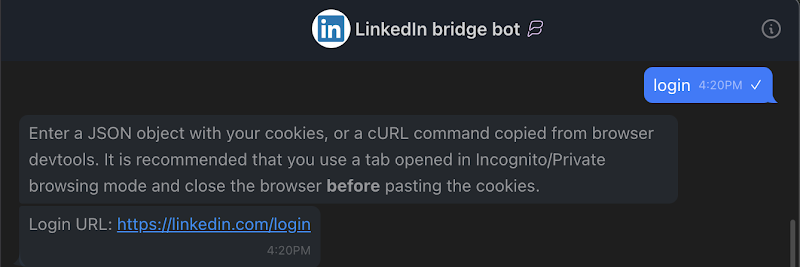 in LinkedIn bridge bot
login 4:20PM
Enter a JSON object with your cookies, or a cURL command copied from browser
devtools. It is recommended that you use a tab opened in Incognito/Private
browsing mode and close the browser before pasting the cookies.
Login URL: https://linkedin.com/login
4:20PM